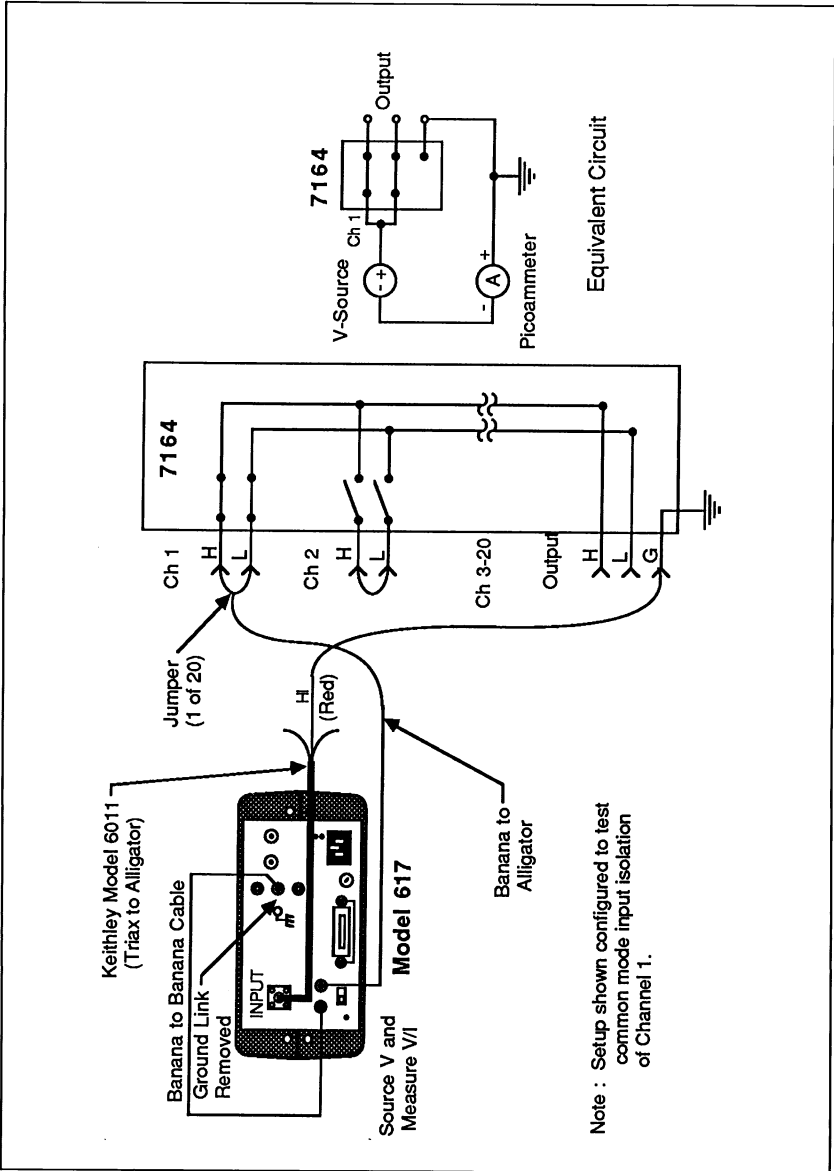 Keithley Model 6011
(Triax to Alligator)
Banana to Banana Cable
Ground Link
Removed
INPUT
Model 617
Source V and
Measure V/I
Jumper
(1 of 20)
HI
(Red)
Banana to
Alligator
7164
Ch 1
H
L
Ch 2
H
L
Ch 3-20
Output
H
L
G
7164
Ch 1
Output
V-Source
- +
- A +
Picoammeter
Equivalent Circuit
Note : Setup shown configured to test
common mode input isolation
of Channel 1.